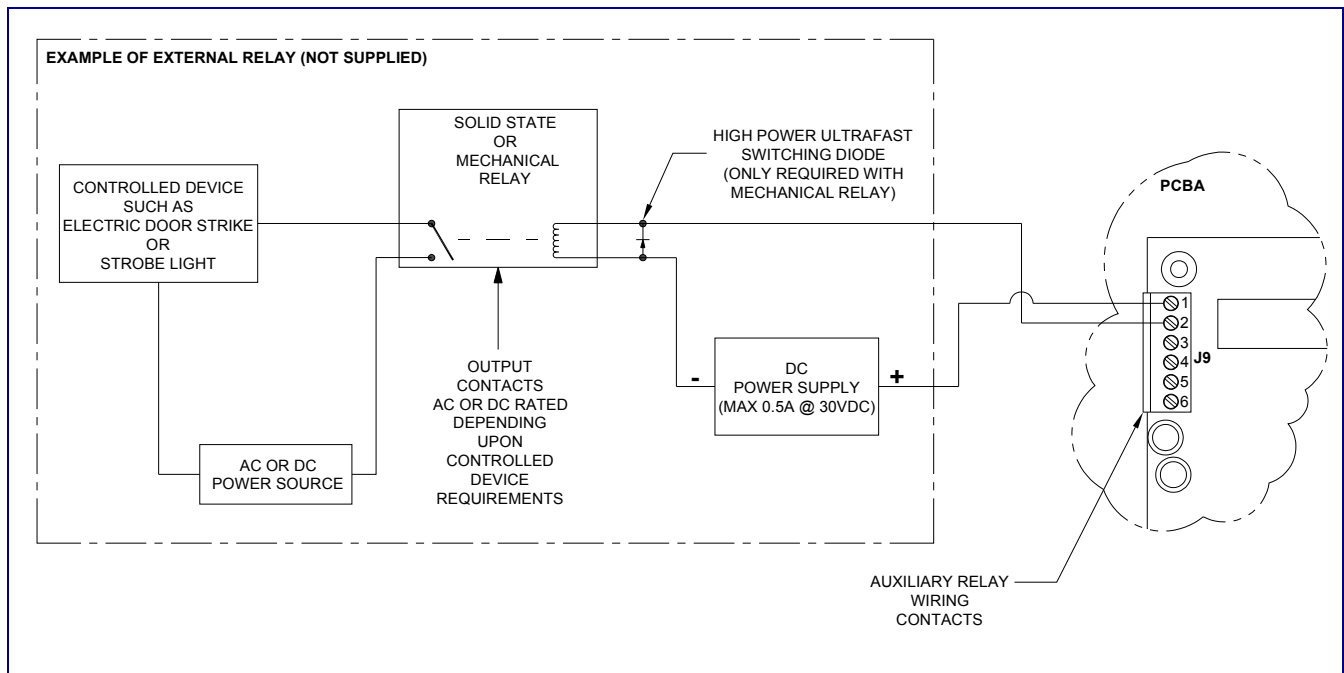 EXAMPLE OF EXTERNAL RELAY (NOT SUPPLIED)
CONTROLLED DEVICE
SUCH AS
ELECTRIC DOOR STRIKE
OR
STROBE LIGHT
SOLID STATE
OR
MECHANICAL
RELAY
HIGH POWER ULTRAFAST
SWITCHING DIODE
(ONLY REQUIRED WITH
MECHANICAL RELAY)
PCBA
1
2
3
4
5
6
J9
OUTPUT
CONTACTS
AC OR DC RATED
DEPENDING
UPON
CONTROLLED
DEVICE
REQUIREMENTS
-
DC
POWER SUPPLY
(MAX 0.5A @ 30VDC)
+
AC OR DC
POWER SOURCE
AUXILIARY RELAY
WIRING
CONTACTS